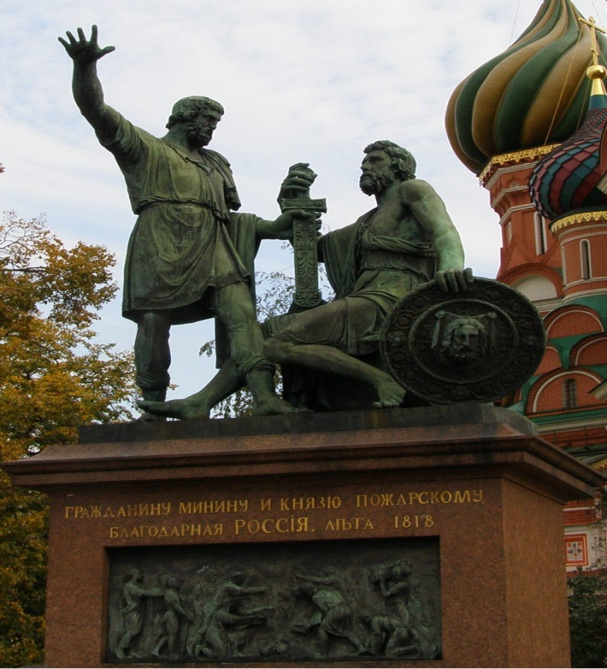 ГРАЖДАНИНУ МИНИНУ И КНЯЗЮ ПОЖАРСКОМУ
БЛАГОДАРНАЯ РОССІЯ. ЛѢТА 1818